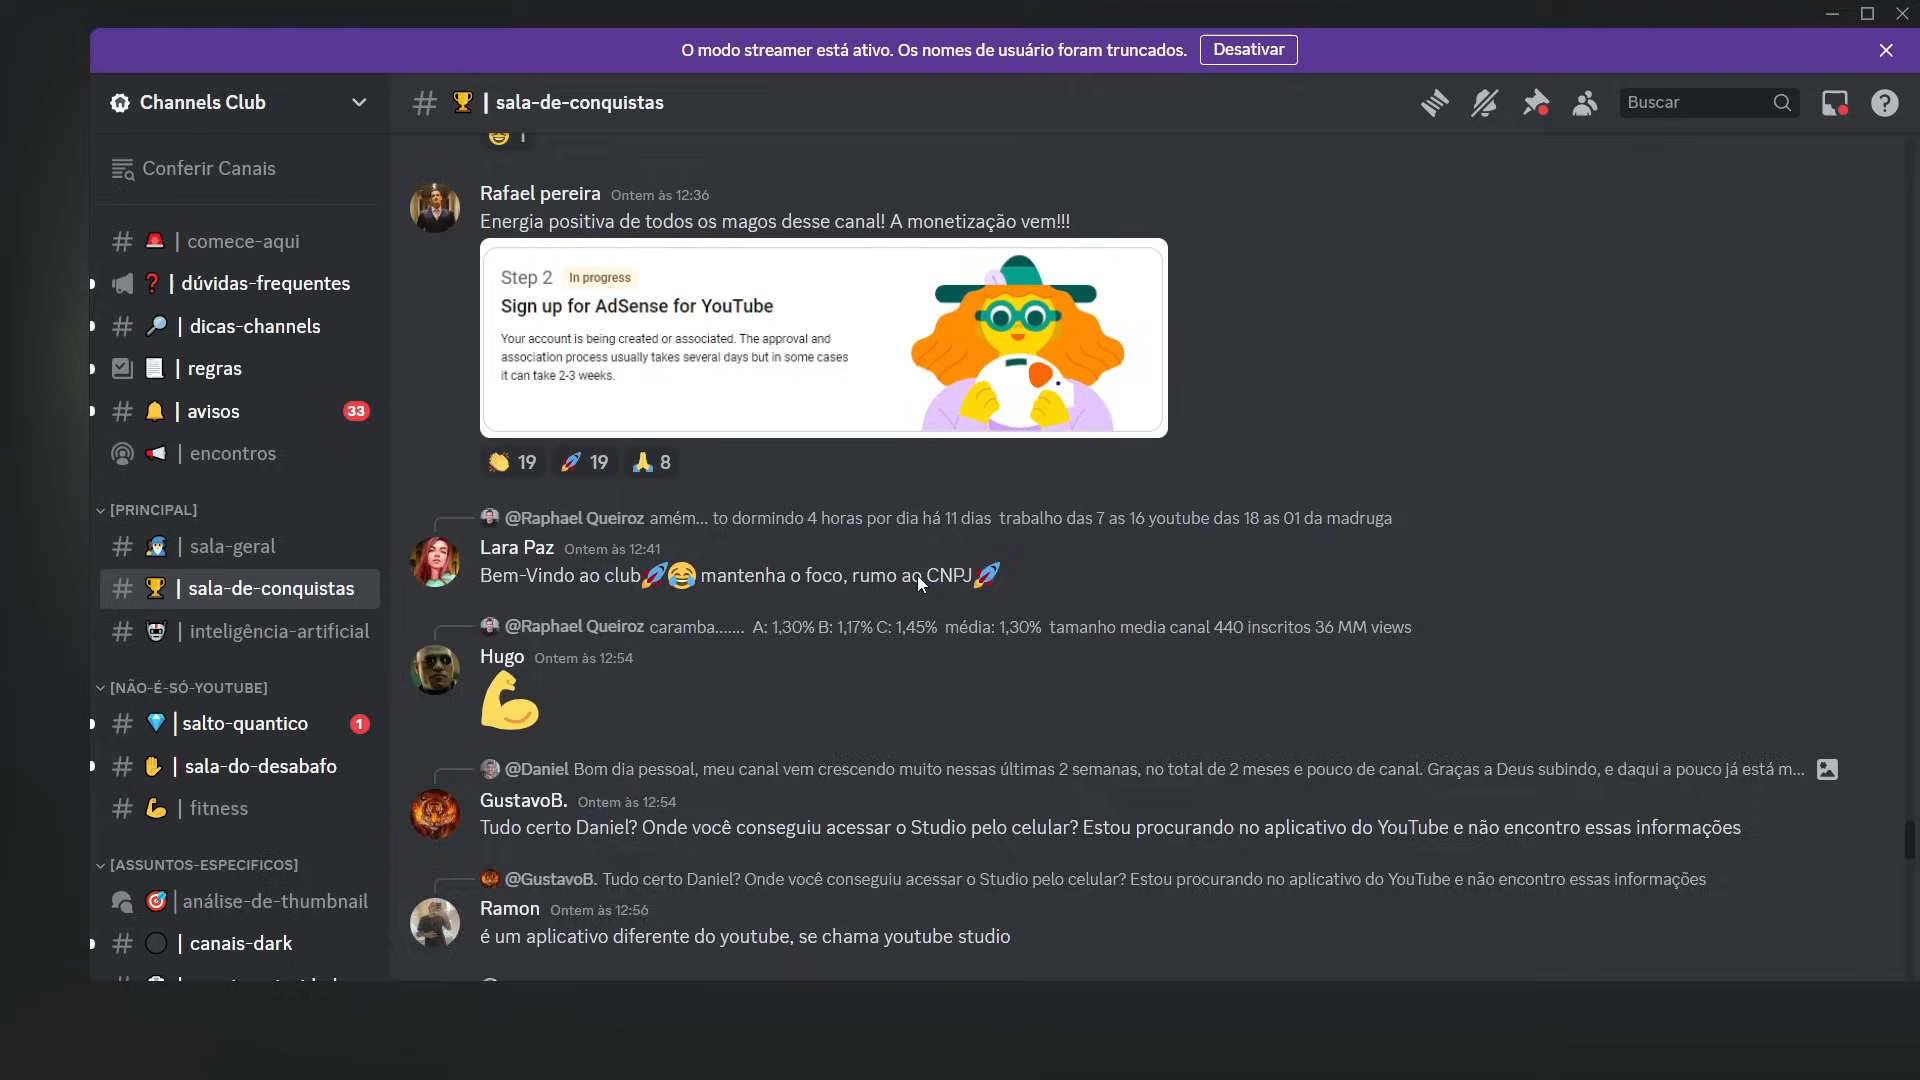 O modo streamer está ativo. Os nomes de usuário foram truncados. Desativar
Channels Club
# 🏆 | sala-de-conquistas
Buscar
Conferir Canais
# 🚨 | comece-aqui
❓ | dúvidas-frequentes
# 🔎 | dicas-channels
📃 | regras
# 🔔 | avisos 33
📢 | encontros
[PRINCIPAL]
# 🧙 | sala-geral
# 🏆 | sala-de-conquistas
# 🤖 | inteligência-artificial
[NÃO-É-SÓ-YOUTUBE]
# 💎 | salto-quantico 1
# ✋ | sala-do-desabafo
# 💪 | fitness
[ASSUNTOS-ESPECIFICOS]
🎯 | análise-de-thumbnail
# ⚫ | canais-dark
😄 1
Rafael pereira Ontem às 12:36
Energia positiva de todos os magos desse canal! A monetização vem!!!
Step 2 In progress
Sign up for AdSense for YouTube
Your account is being created or associated. The approval and
association process usually takes several days but in some cases
it can take 2-3 weeks.
👏 19 🚀 19 🙏 8
@Raphael Queiroz amém... to dormindo 4 horas por dia há 11 dias trabalho das 7 as 16 youtube das 18 as 01 da madruga
Lara Paz Ontem às 12:41
Bem-Vindo ao club🚀😂 mantenha o foco, rumo ao CNPJ🚀
@Raphael Queiroz caramba....... A: 1,30% B: 1,17% C: 1,45% média: 1,30% tamanho media canal 440 inscritos 36 MM views
Hugo Ontem às 12:54
💪
@Daniel Bom dia pessoal, meu canal vem crescendo muito nessas últimas 2 semanas, no total de 2 meses e pouco de canal. Graças a Deus subindo, e daqui a pouco já está m...
GustavoB. Ontem às 12:54
Tudo certo Daniel? Onde você conseguiu acessar o Studio pelo celular? Estou procurando no aplicativo do YouTube e não encontro essas informações
@GustavoB. Tudo certo Daniel? Onde você conseguiu acessar o Studio pelo celular? Estou procurando no aplicativo do YouTube e não encontro essas informações
Ramon Ontem às 12:56
é um aplicativo diferente do youtube, se chama youtube studio